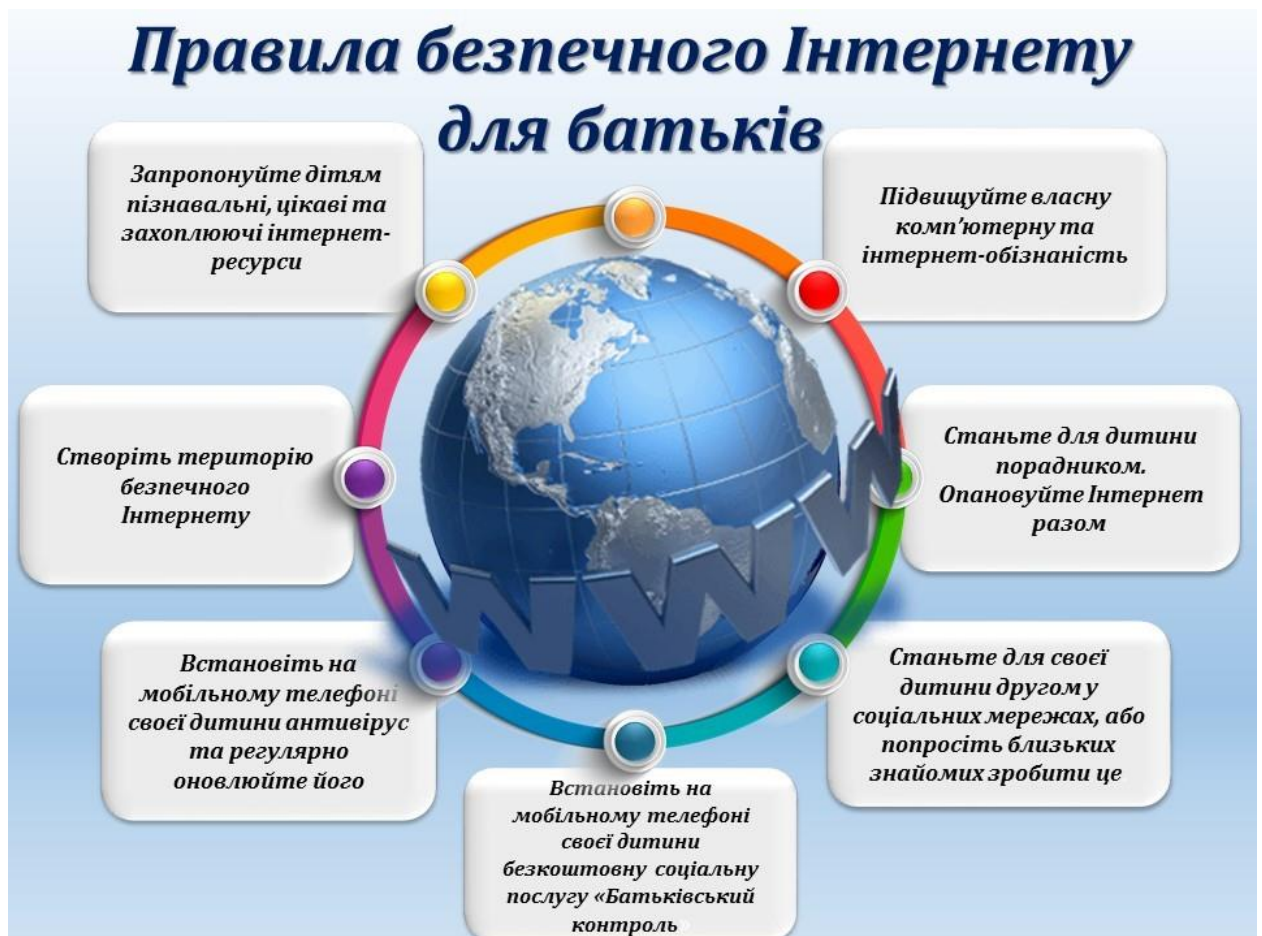 Правила безпечного Інтернету
для батьків
Запропонуйте дітям
пізнавальні, цікаві та
захоплюючі інтернет-
ресурси
Підвищуйте власну
комп’ютерну та
інтернет-обізнаність
Створіть територію
безпечного
Інтернету
Станьте для дитини
порадником.
Опановуйте Інтернет
разом
Встановіть на
мобільному телефоні
своєї дитини антивірус
та регулярно
оновлюйте його
Станьте для своєї
дитини другом у
соціальних мережах, або
попросіть близьких
знайомих зробити це
Встановіть на
мобільному телефоні
своєї дитини
безкоштовну соціальну
послугу «Батьківський
контроль»
WWW